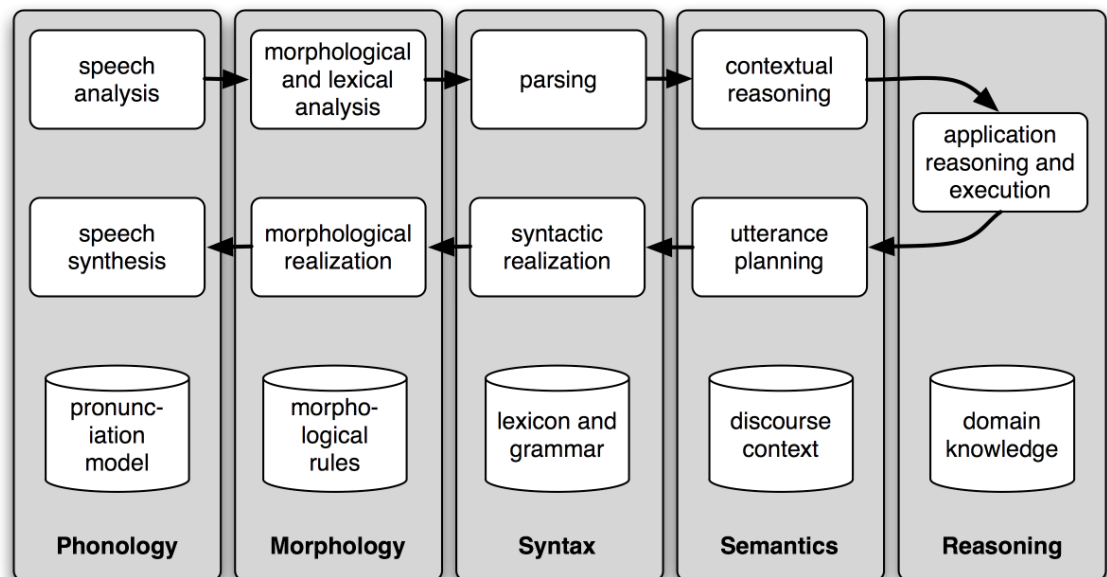 speech
analysis
morphological
and lexical
analysis
parsing
contextual
reasoning
application
reasoning and
execution
speech
synthesis
morphological
realization
syntactic
realization
utterance
planning
pronunc-
iation
model
morpho-
logical
rules
lexicon and
grammar
discourse
context
domain
knowledge
Phonology
Morphology
Syntax
Semantics
Reasoning